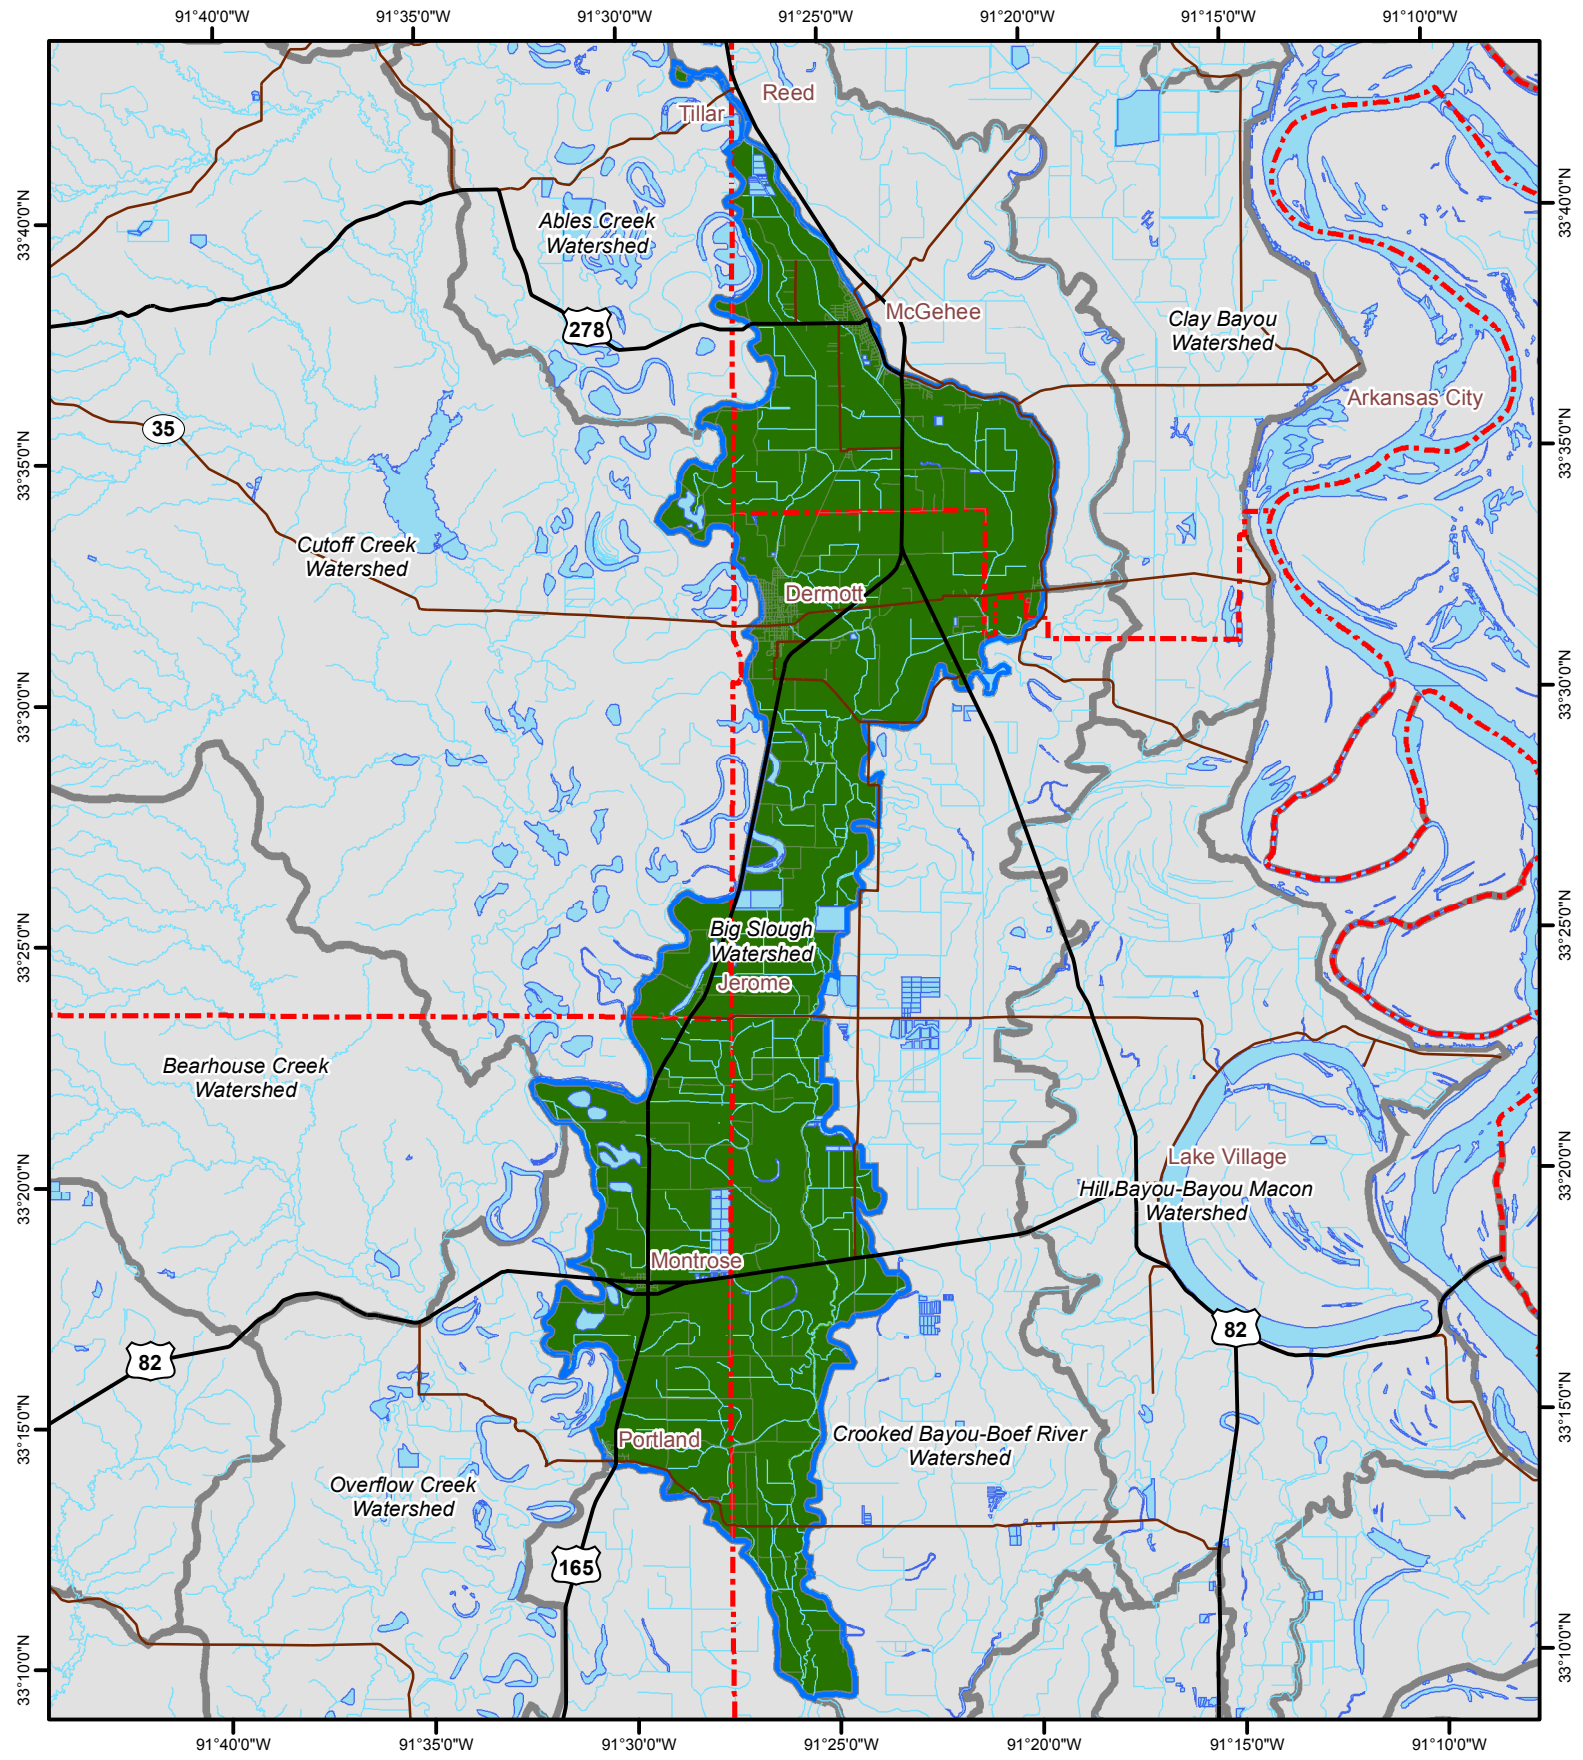 91°40'0"W
91°35'0"W
91°30'0"W
91°25'0"W
91°20'0"W
91°15'0"W
91°10'0"W
Reed
Tillar
33°40'0"N
33°40'0"N
Ables Creek
Watershed
278
McGehee
Clay Bayou
Watershed
Arkansas City
35
33°35'0"N
33°35'0"N
Cutoff Creek
Watershed
Dermott
33°30'0"N
33°30'0"N
Big Slough
Watershed
33°25'0"N
33°25'0"N
Jerome
Bearhouse Creek
Watershed
Lake Village
33°20'0"N
33°20'0"N
Hill Bayou-Bayou Macon
Watershed
Montrose
82
82
33°15'0"N
33°15'0"N
Portland
Crooked Bayou-Boef River
Watershed
Overflow Creek
Watershed
165
33°10'0"N
33°10'0"N
91°40'0"W
91°35'0"W
91°30'0"W
91°25'0"W
91°20'0"W
91°15'0"W
91°10'0"W